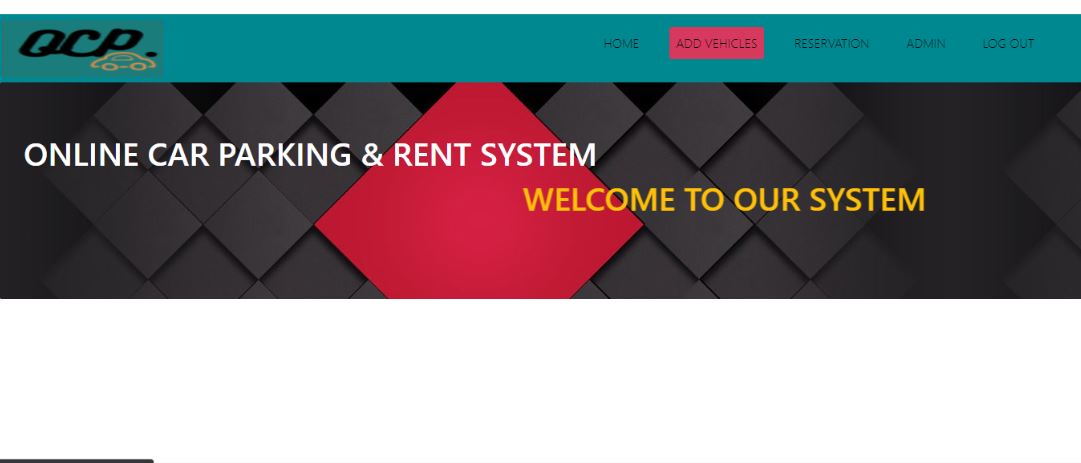 QCP.
HOME ADD VEHICLES RESERVATION ADMIN LOG OUT
ONLINE CAR PARKING & RENT SYSTEM
WELCOME TO OUR SYSTEM